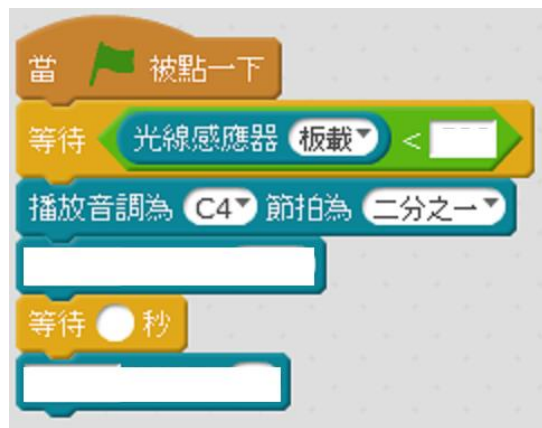 當 被點一下
等待 光線感應器 板載 <
播放音調為 C4 節拍為 二分之一
等待 秒